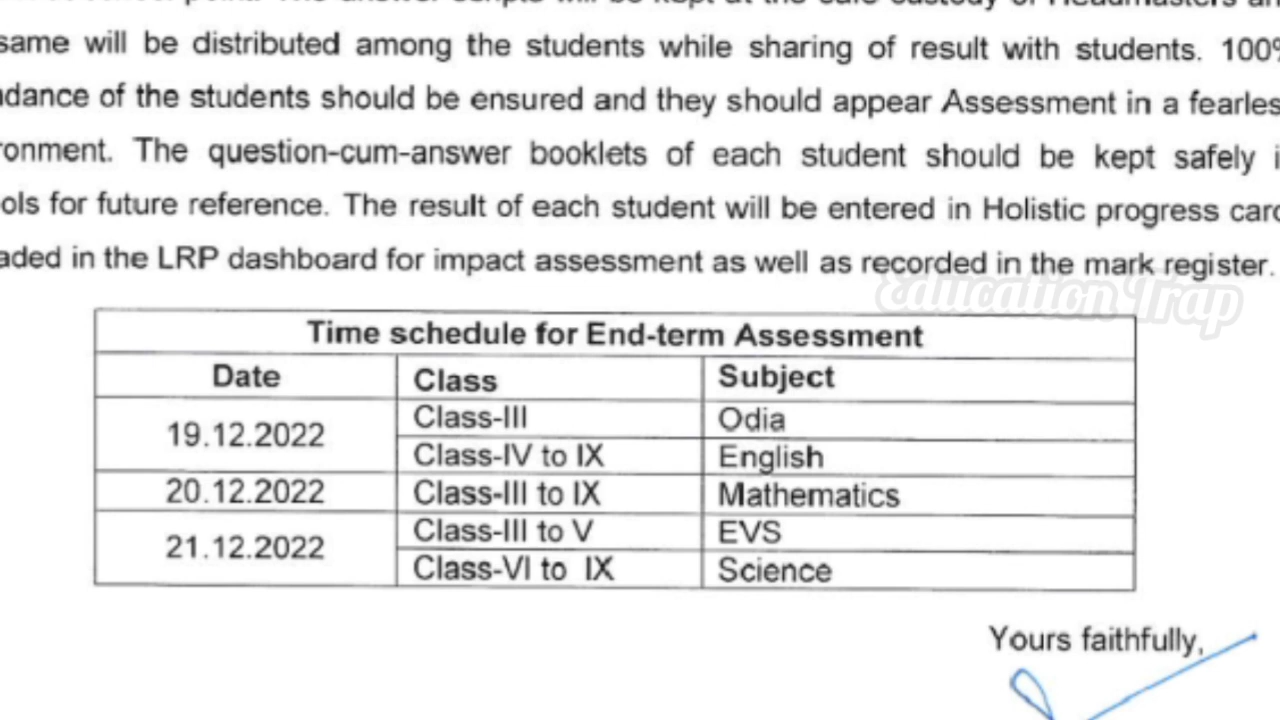 same will be distributed among the students while sharing of result with students. 100%
dance of the students should be ensured and they should appear Assessment in a fearles
ronment. The question-cum-answer booklets of each student should be kept safely i
ols for future reference. The result of each student will be entered in Holistic progress card
aded in the LRP dashboard for impact assessment as well as recorded in the mark register.
Education Trap
Time schedule for End-term Assessment
Date Class Subject
19.12.2022 Class-III Odia
Class-IV to IX English
20.12.2022 Class-III to IX Mathematics
21.12.2022 Class-III to V EVS
Class-VI to IX Science
Yours faithfully,